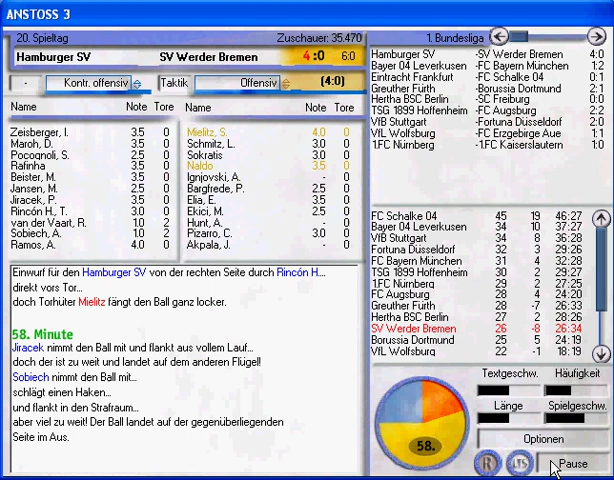 ANSTOSS 3
20. Spieltag Zuschauer: 35.470
Hamburger SV SV Werder Bremen 4:0 6:0
- Kontr. offensiv Taktik Offensiv (4:0)
Name Note Tore Name Note Tore
Zeisberger, I. 3.5 0 Mielitz, S. 4.0 0
Maroh, D. 3.5 0 Schmitz, L. 3.0 0
Pocognoli, S. 2.5 0 Sokratis 3.0 0
Rafinha 3.5 0 Naldo 3.5 0
Beister, M. 3.5 0 Ignjovski, A. - 0
Jansen, M. 2.5 0 Bargfrede, P. 2.5 0
Jiracek, P. 3.5 0 Elia, E. 3.5 0
Rincón H., T. 3.0 0 Ekici, M. 2.5 0
van der Vaart, R. 1.0 2 Hunt, A. - 0
Sobiech, A. 1.0 2 Pizarro, C. 3.0 0
Ramos, A. 4.0 0 Akpala, J. - 0
Einwurf für den Hamburger SV von der rechten Seite durch Rincón H...
direkt vors Tor...
doch Torhüter Mielitz fängt den Ball ganz locker.
58. Minute
Jiracek nimmt den Ball mit und flankt aus vollem Lauf...
doch der ist zu weit und landet auf dem anderen Flügel!
Sobiech nimmt den Ball mit...
schlägt einen Haken...
und flankt in den Strafraum...
aber viel zu weit! Der Ball landet auf der gegenüberliegenden
Seite im Aus.
1. Bundesliga
Hamburger SV -SV Werder Bremen 4:0
Bayer 04 Leverkusen -FC Bayern München 1:2
Eintracht Frankfurt -FC Schalke 04 0:1
Greuther Fürth -Borussia Dortmund 2:1
Hertha BSC Berlin -SC Freiburg 0:0
TSG 1899 Hoffenheim -FC Augsburg 2:2
VfB Stuttgart -Fortuna Düsseldorf 2:0
VfL Wolfsburg -FC Erzgebirge Aue 1:1
1.FC Nürnberg -1.FC Kaiserslautern 1:0
FC Schalke 04 45 19 46:27
Bayer 04 Leverkusen 34 10 37:27
VfB Stuttgart 34 8 36:28
Fortuna Düsseldorf 32 3 29:26
FC Bayern München 31 4 32:28
TSG 1899 Hoffenheim 30 2 29:27
1.FC Nürnberg 29 2 27:25
FC Augsburg 28 4 24:20
Greuther Fürth 28 -7 26:33
Hertha BSC Berlin 27 2 28:26
SV Werder Bremen 26 -8 26:34
Borussia Dortmund 25 5 24:19
VfL Wolfsburg 22 -1 18:19
Textgeschw. Häufigkeit
Länge Spielgeschw.
58.
Optionen
R LTS Pause